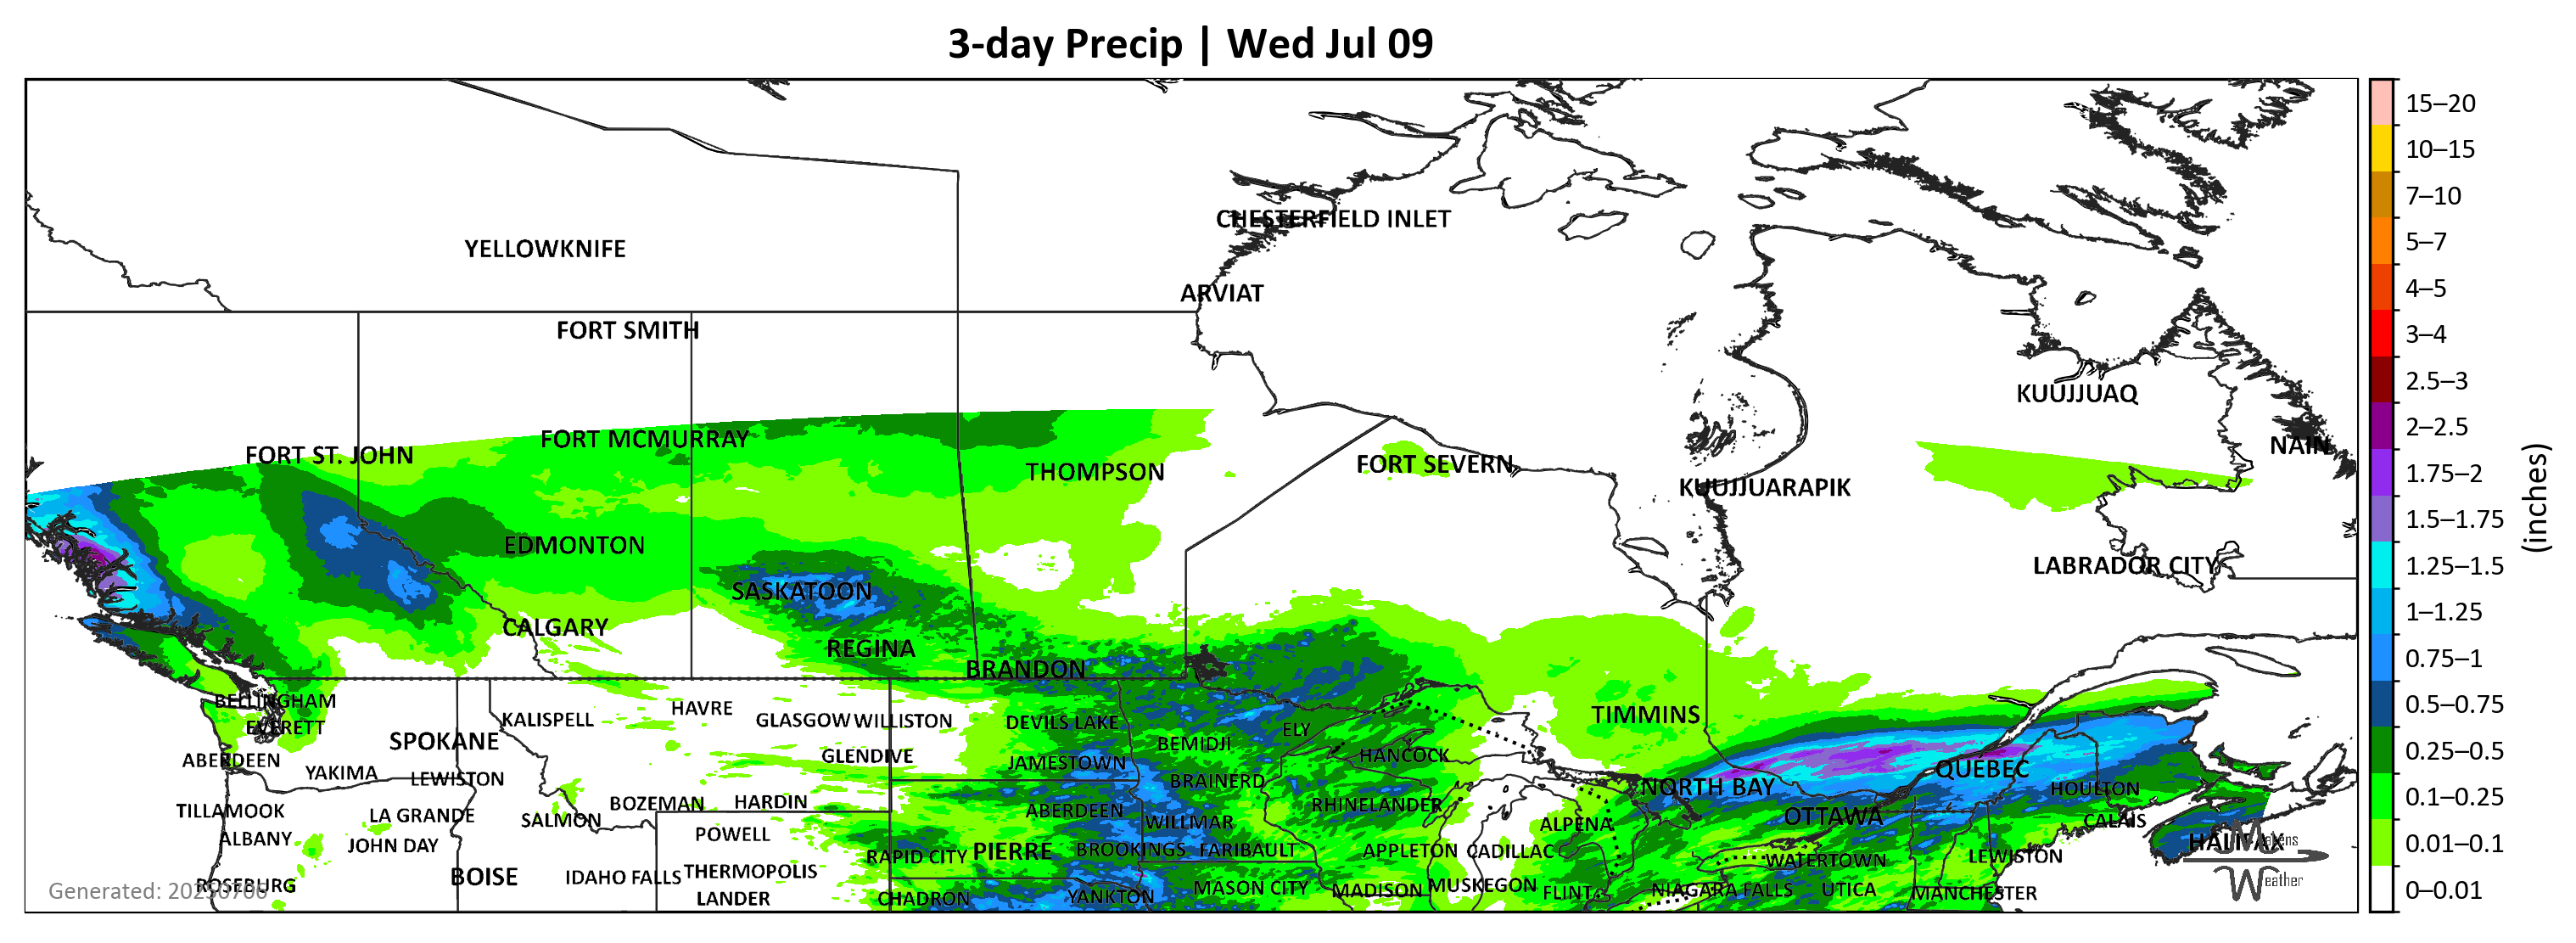 3-day Precip | Wed Jul 09
15–20
10–15
7–10
5–7
4–5
3–4
2.5–3
2–2.5
1.75–2
1.5–1.75
1.25–1.5
1–1.25
0.75–1
0.5–0.75
0.25–0.5
0.1–0.25
0.01–0.1
0–0.01
(inches)
CHESTERFIELD INLET
YELLOWKNIFE
ARVIAT
FORT SMITH
KUUJJUAQ
FORT MCMURRAY
NAIN
FORT ST. JOHN
FORT SEVERN
THOMPSON
KUUJJUARAPIK
EDMONTON
LABRADOR CITY
SASKATOON
CALGARY
REGINA
BRANDON
BELLINGHAM
HAVRE
TIMMINS
KALISPELL
GLASGOW
WILLISTON
DEVILS LAKE
EVERETT
ELY
SPOKANE
BEMIDJI
GLENDIVE
HANCOCK
ABERDEEN
JAMESTOWN
QUEBEC
YAKIMA
LEWISTON
BRAINERD
NORTH BAY
HOULTON
BOZEMAN
HARDIN
RHINELANDER
TILLAMOOK
LA GRANDE
SALMON
ABERDEEN
WILLMAR
ALPENA
OTTAWA
CALAIS
ALBANY
JOHN DAY
POWELL
HALIFAX
Matens
RAPID CITY
PIERRE
BROOKINGS
FARIBAULT
APPLETON
CADILLAC
WATERTOWN
LEWISTON
BOISE
IDAHO FALLS
THERMOPOLIS
Weather
ROSEBURG
MASON CITY
MADISON
MUSKEGON
FLINT
NIAGARA FALLS
UTICA
MANCHESTER
LANDER
CHADRON
YANKTON
Generated: 20250706